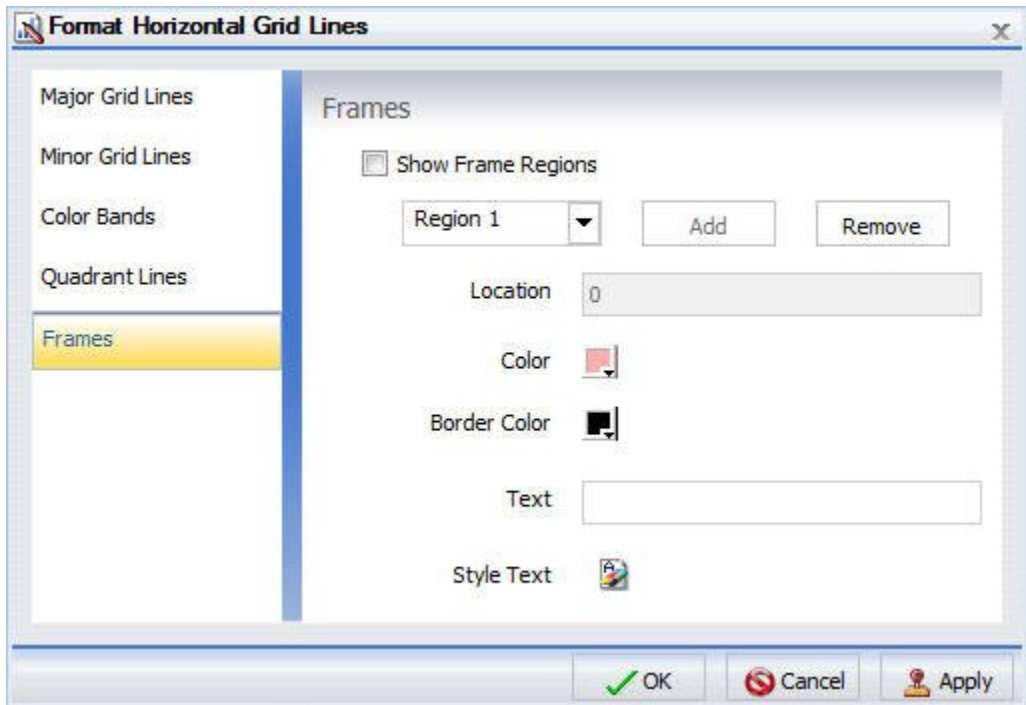 Format Horizontal Grid Lines
Major Grid Lines
Minor Grid Lines
Color Bands
Quadrant Lines
Frames
Frames
Show Frame Regions
Region 1
Add
Remove
Location
0
Color
Border Color
Text
Style Text
OK
Cancel
Apply